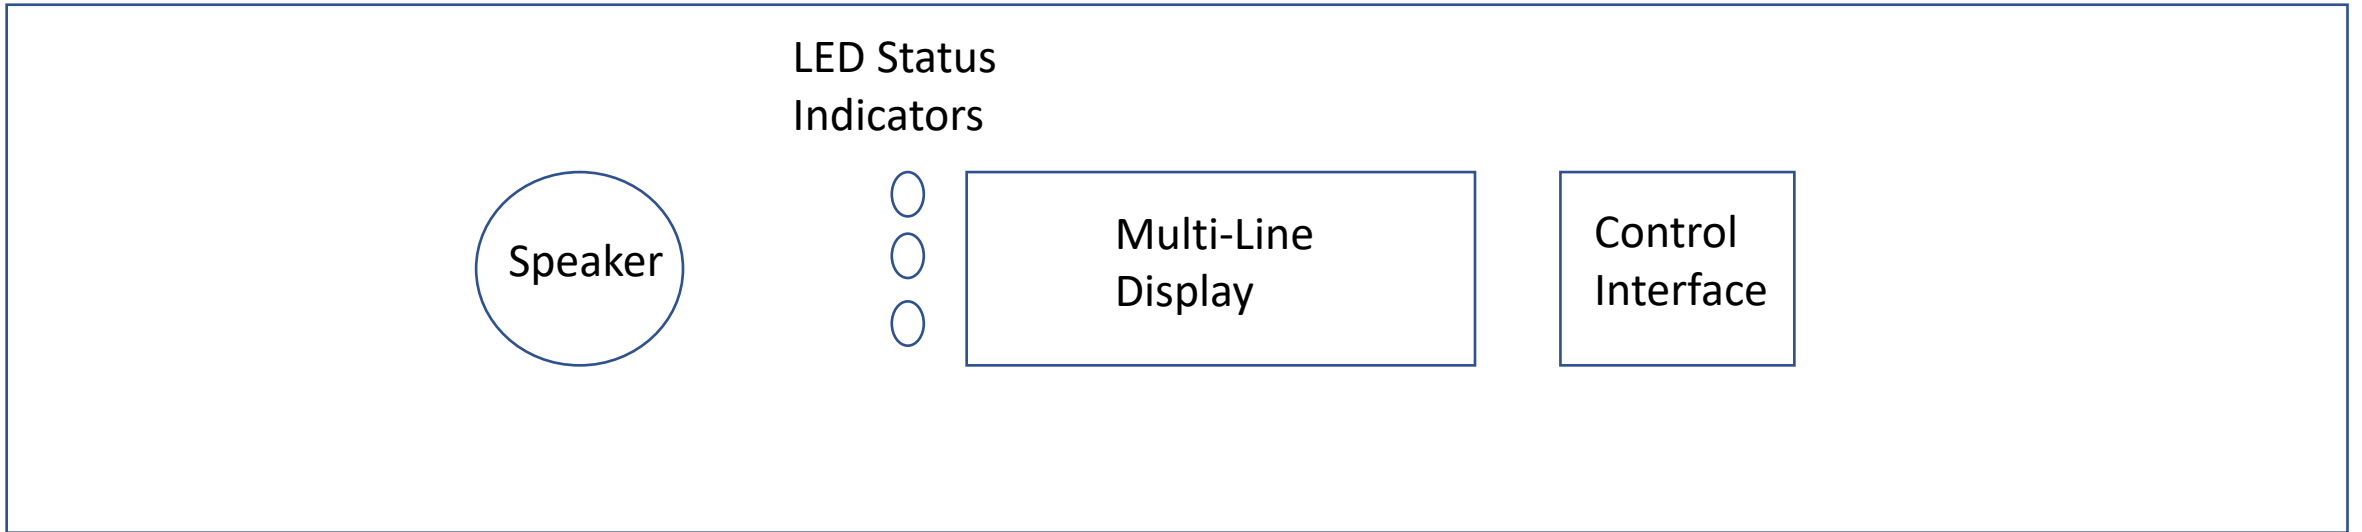 LED Status
Indicators
Speaker
Multi-Line
Display
Control
Interface